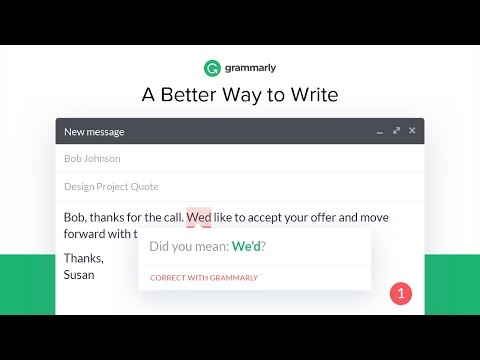 grammarly
A Better Way to Write
New message
Bob Johnson
Design Project Quote
Bob, thanks for the call. Wed like to accept your offer and move
forward with t
Did you mean: We'd?
Thanks,
Susan
CORRECT WITH GRAMMARLY
1